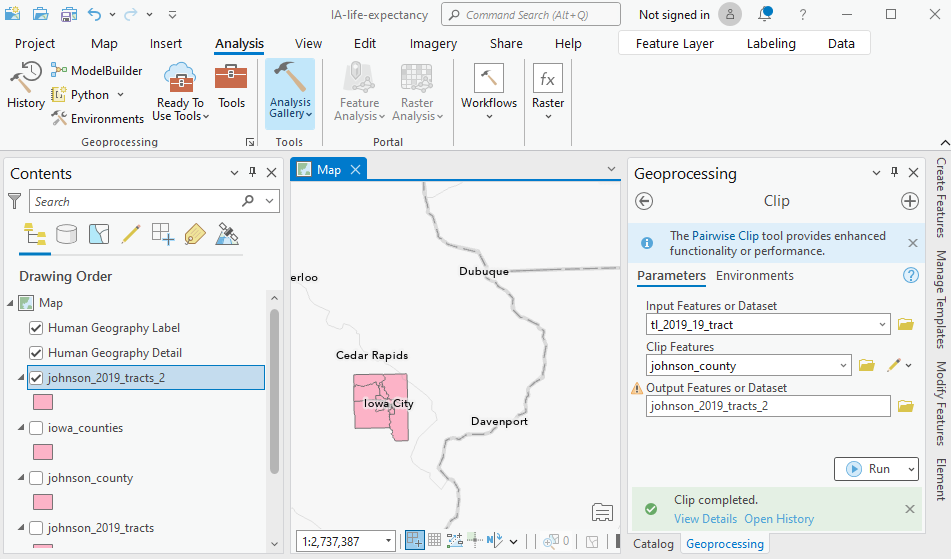 IA-life-expectancy
Command Search (Alt+Q)
Not signed in
?
Project
Map
Insert
Analysis
View
Edit
Imagery
Share
Help
Feature Layer
Labeling
Data
History
ModelBuilder
Python
Environments
Ready To
Use Tools
Tools
Analysis
Gallery
Feature
Analysis
Raster
Analysis
Workflows
fx
Raster
Geoprocessing
Tools
Portal
Contents
Search
Drawing Order
Map
Human Geography Label
Human Geography Detail
johnson_2019_tracts_2
iowa_counties
johnson_county
johnson_2019_tracts
Map
erloo
Dubuque
Cedar Rapids
Iowa City
Davenport
1:2,737,387
N
0
Geoprocessing
Clip
The Pairwise Clip tool provides enhanced
functionality or performance.
Parameters
Environments
?
Input Features or Dataset
tl_2019_19_tract
Clip Features
johnson_county
Output Features or Dataset
johnson_2019_tracts_2
Run
Clip completed.
View Details Open History
Catalog
Geoprocessing
Create Features
Manage Templates
Modify Features
Element